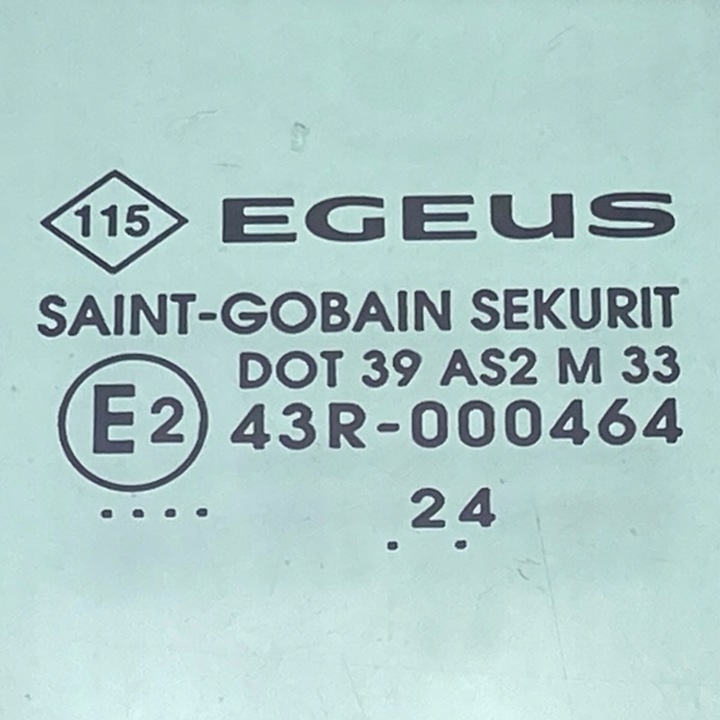 115 EGEUS
SAINT-GOBAIN SEKURIT
DOT 39 AS2 M 33
E2 43R-000464
.... 24
. .